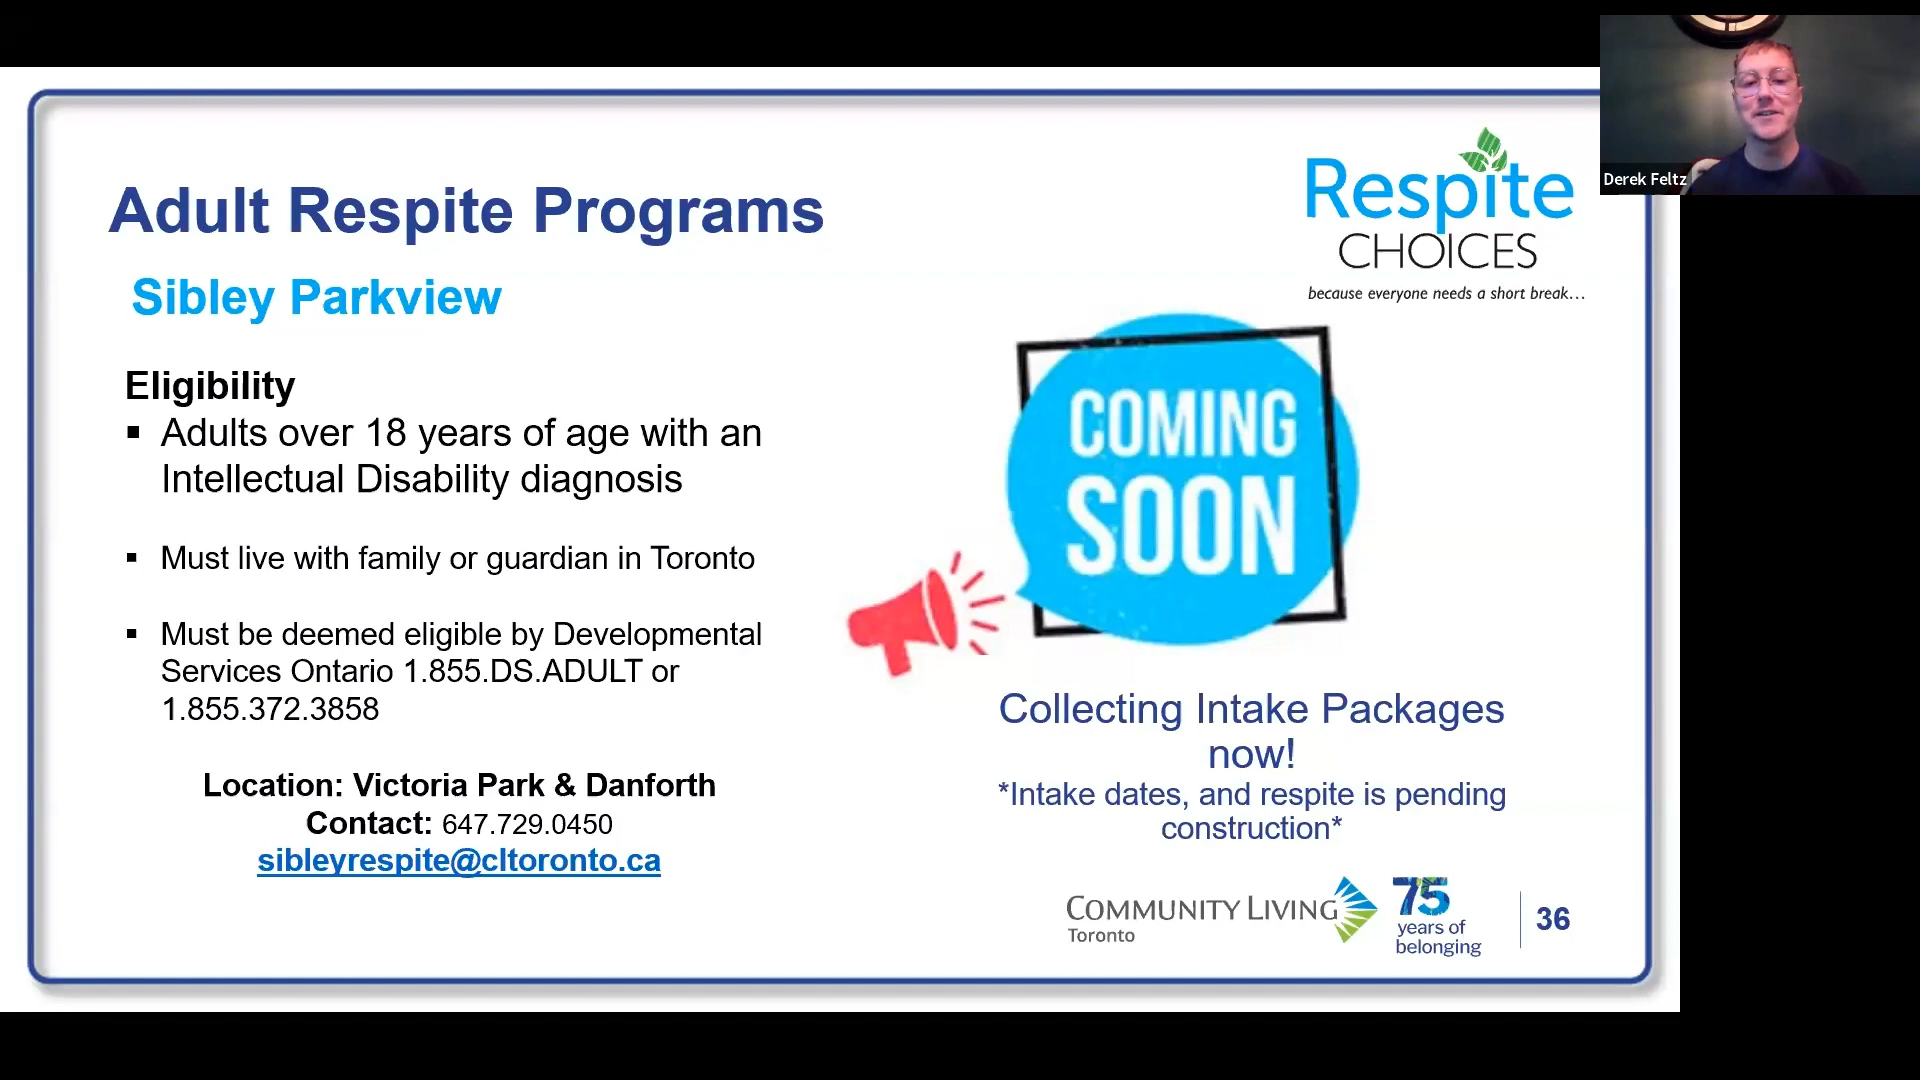 Derek Feltz
Respite
CHOICES
because everyone needs a short break...
Adult Respite Programs
Sibley Parkview
Eligibility
▪ Adults over 18 years of age with an
Intellectual Disability diagnosis
▪ Must live with family or guardian in Toronto
▪ Must be deemed eligible by Developmental
Services Ontario 1.855.DS.ADULT or
1.855.372.3858
Location: Victoria Park & Danforth
Contact: 647.729.0450
sibleyrespite@cltoronto.ca
COMING
SOON
Collecting Intake Packages
now!
*Intake dates, and respite is pending
construction*
COMMUNITY LIVING
Toronto
75
years of
belonging
36